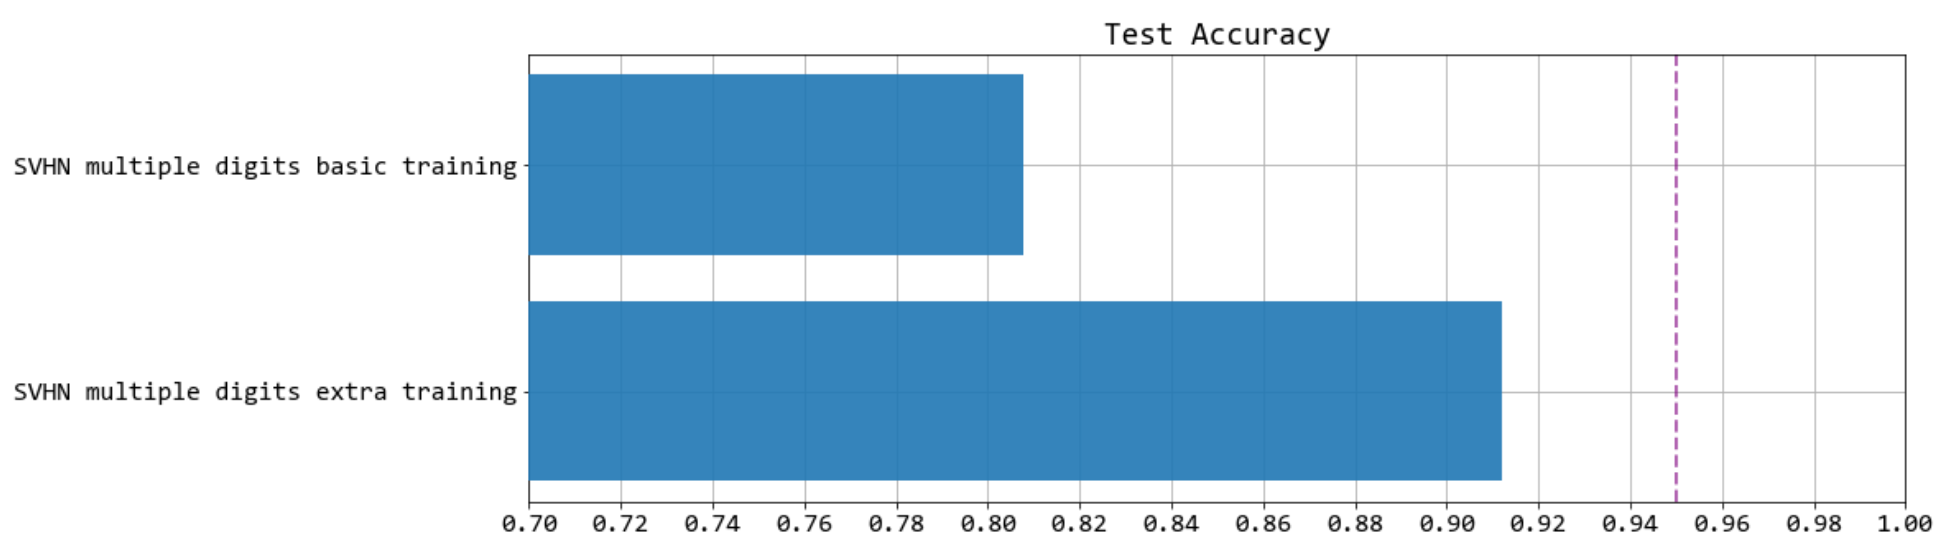 Test Accuracy
SVHN multiple digits basic training
SVHN multiple digits extra training
0.70 0.72 0.74 0.76 0.78 0.80 0.82 0.84 0.86 0.88 0.90 0.92 0.94 0.96 0.98 1.00